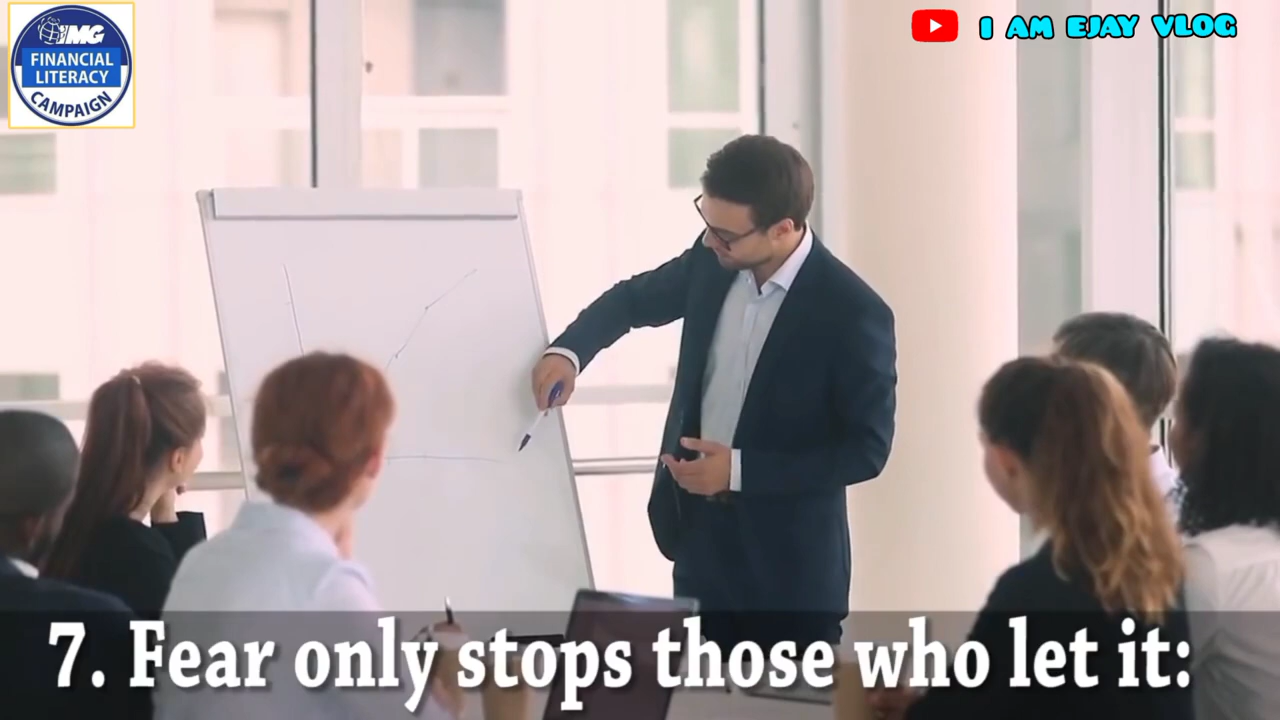 IMG
FINANCIAL
LITERACY
CAMPAIGN
I AM EJAY VLOG
7. Fear only stops those who let it: